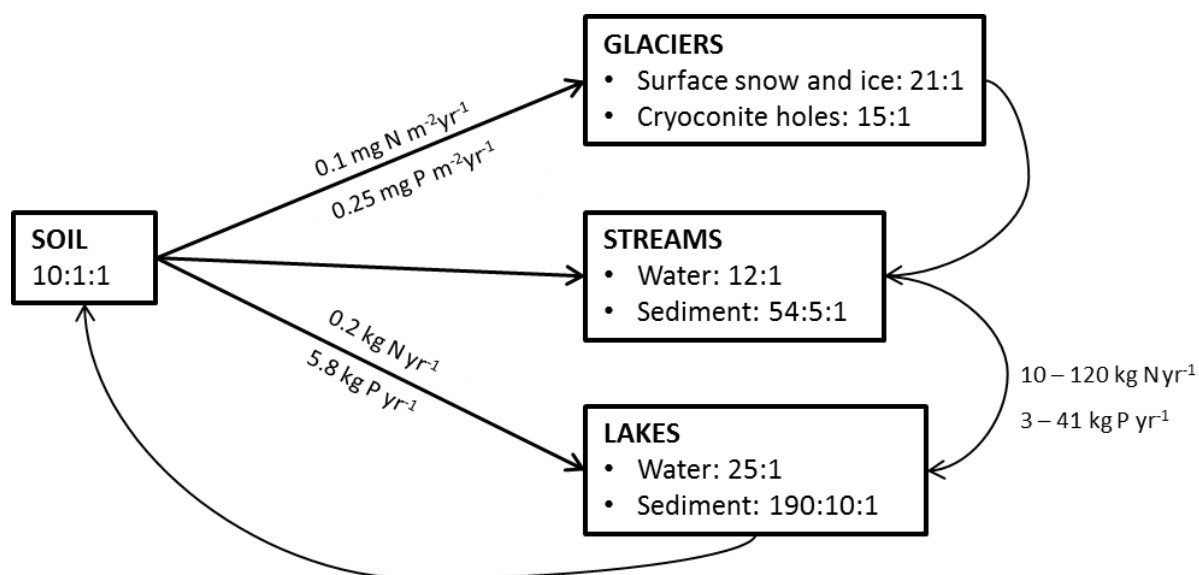 GLACIERS
• Surface snow and ice: 21:1
• Cryoconite holes: 15:1
0.1 mg N m⁻²yr⁻¹
0.25 mg P m⁻²yr⁻¹
SOIL
10:1:1
STREAMS
• Water: 12:1
• Sediment: 54:5:1
0.2 kg N yr⁻¹
5.8 kg P yr⁻¹
10 – 120 kg N yr⁻¹
3 – 41 kg P yr⁻¹
LAKES
• Water: 25:1
• Sediment: 190:10:1